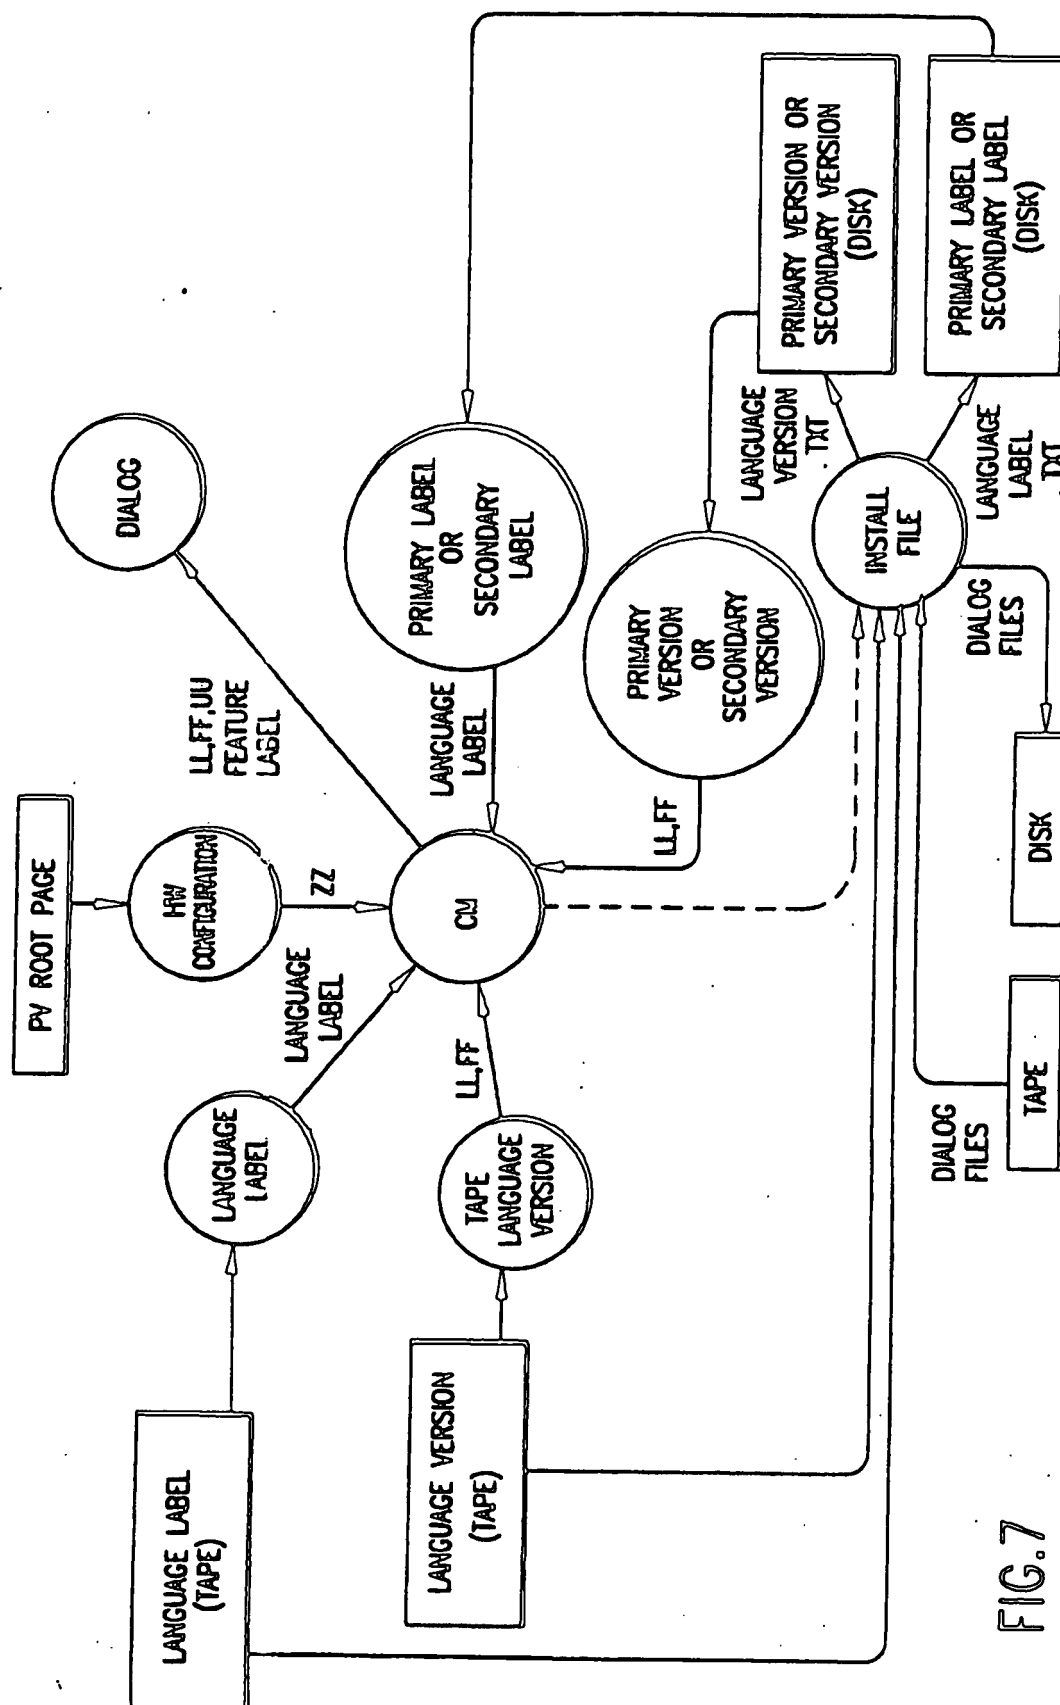 LANGUAGE LABEL
(TAPE)
LANGUAGE
LABEL
LANGUAGE
LABEL
PV ROOT PAGE
HW
CONFIGURATION
ZZ
LL,FF,UU
FEATURE
LABEL
DIALOG
LANGUAGE VERSION
(TAPE)
TAPE
LANGUAGE
VERSION
LL,FF
CM
LANGUAGE
LABEL
PRIMARY LABEL
OR
SECONDARY
LABEL
LL,FF
PRIMARY
VERSION
OR
SECONDARY
VERSION
LANGUAGE
VERSION
TXT
PRIMARY VERSION OR
SECONDARY VERSION
(DISK)
INSTALL
FILE
LANGUAGE
LABEL
TXT
PRIMARY LABEL OR
SECONDARY LABEL
(DISK)
DIALOG
FILES
DIALOG
FILES
TAPE
DISK
FIG.7